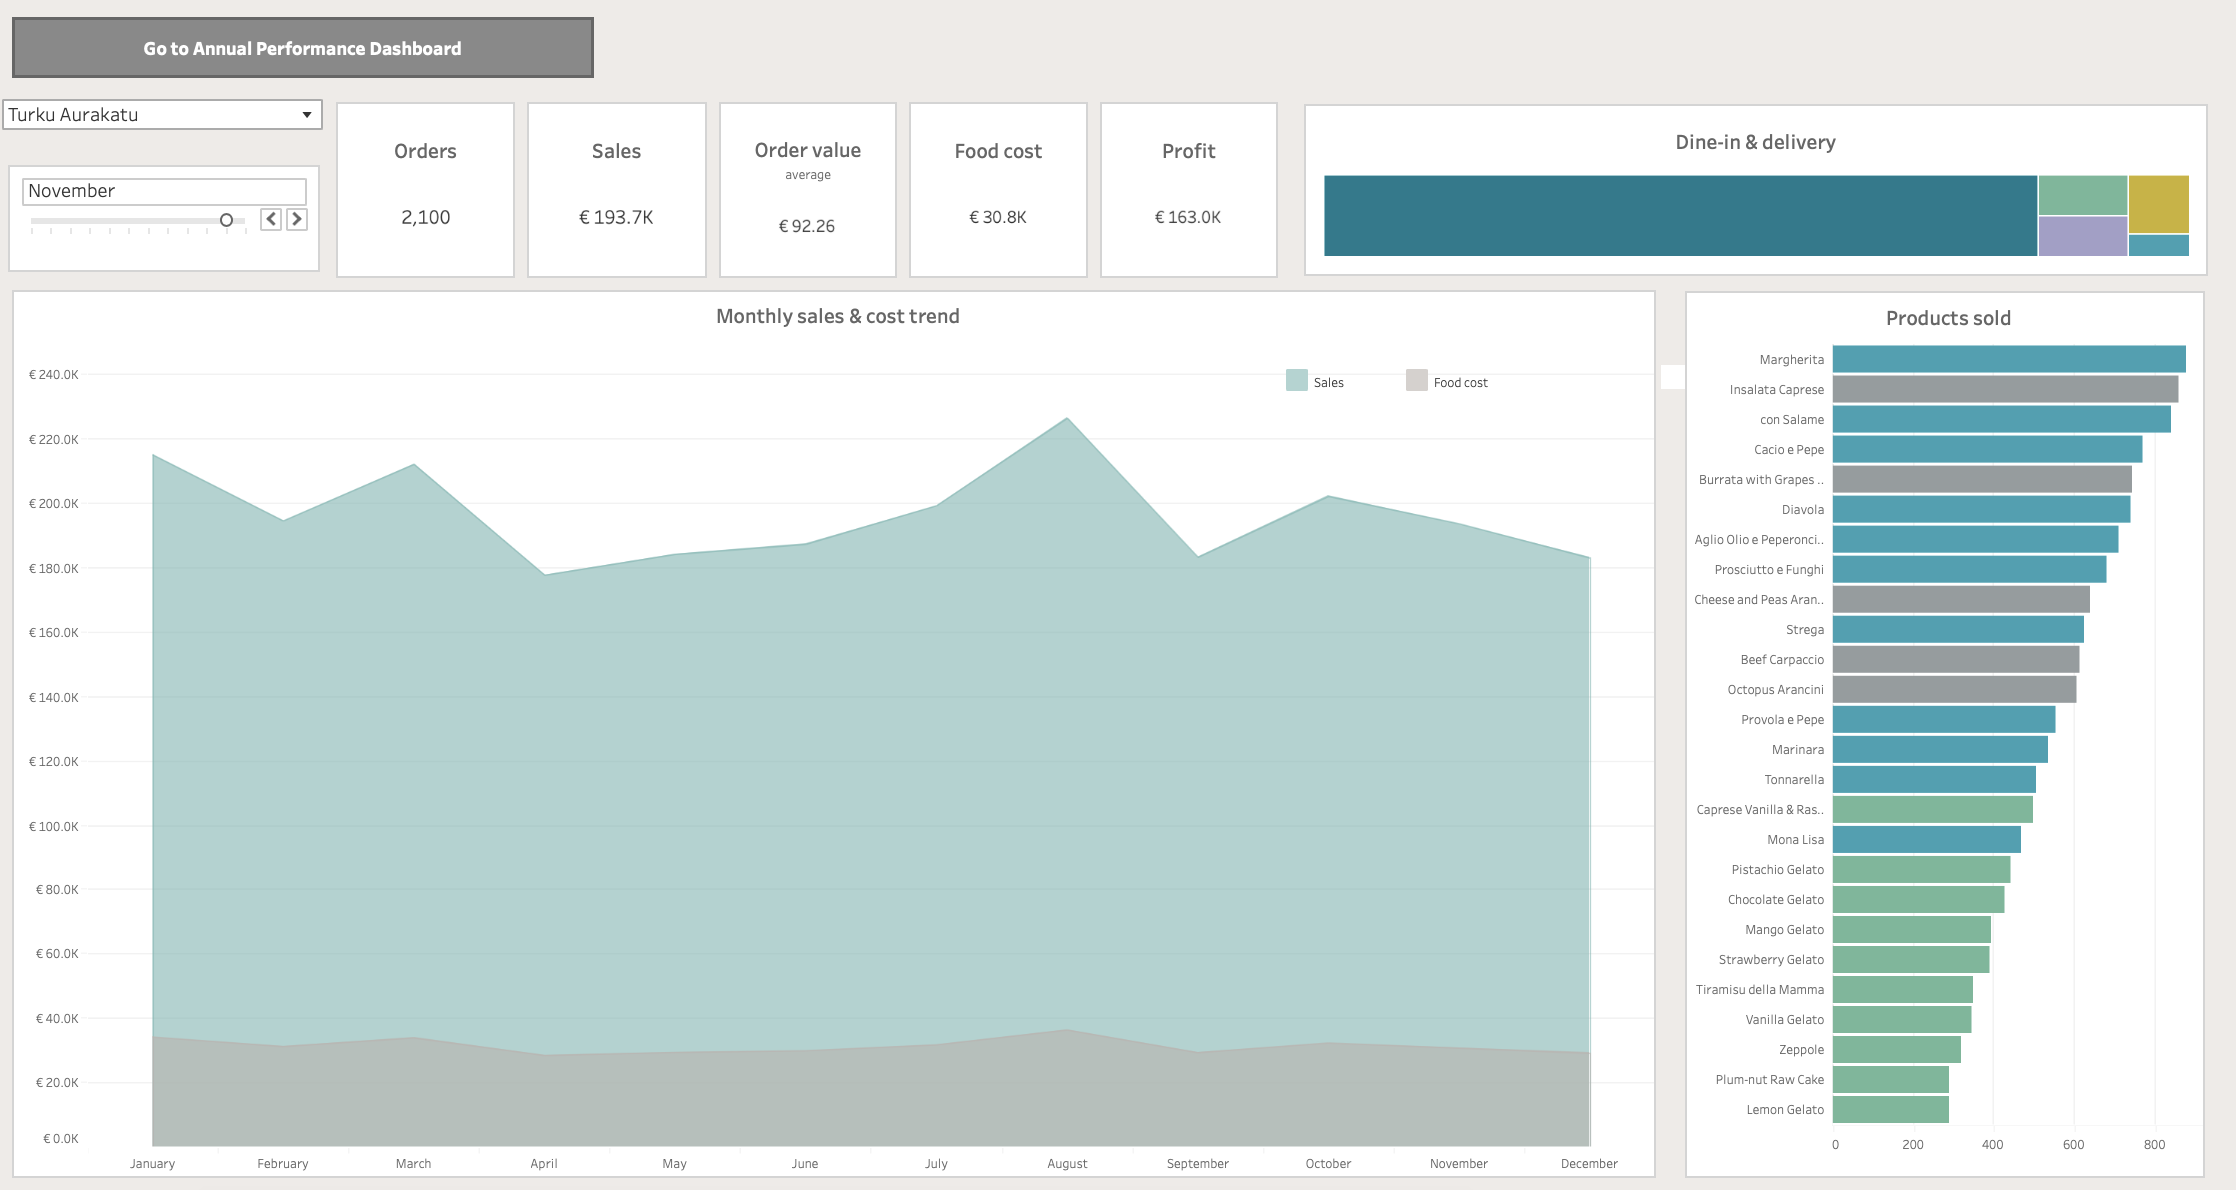 Go to Annual Performance Dashboard
Turku Aurakatu
November
Orders
2,100
Sales
€ 193.7K
Order value
average
€ 92.26
Food cost
€ 30.8K
Profit
€ 163.0K
Dine-in & delivery
Monthly sales & cost trend
Sales
Food cost
€ 240.0K
€ 220.0K
€ 200.0K
€ 180.0K
€ 160.0K
€ 140.0K
€ 120.0K
€ 100.0K
€ 80.0K
€ 60.0K
€ 40.0K
€ 20.0K
€ 0.0K
January February March April May June July August September October November December
Products sold
Margherita
Insalata Caprese
con Salame
Cacio e Pepe
Burrata with Grapes ..
Diavola
Aglio Olio e Peperonci..
Prosciutto e Funghi
Cheese and Peas Aran..
Strega
Beef Carpaccio
Octopus Arancini
Provola e Pepe
Marinara
Tonnarella
Caprese Vanilla & Ras..
Mona Lisa
Pistachio Gelato
Chocolate Gelato
Mango Gelato
Strawberry Gelato
Tiramisu della Mamma
Vanilla Gelato
Zeppole
Plum-nut Raw Cake
Lemon Gelato
0 200 400 600 800